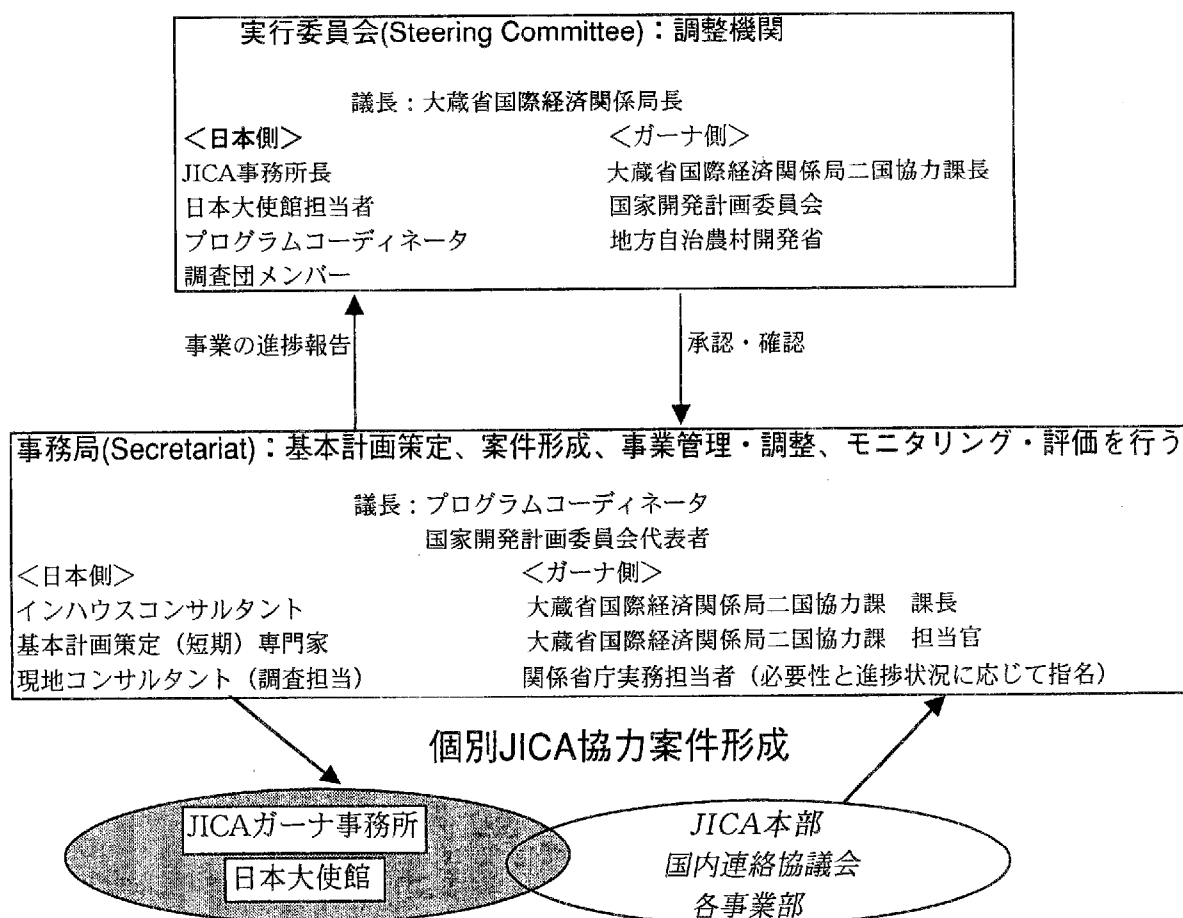 実行委員会(Steering Committee)：調整機関
議長：大蔵省国際経済関係局長
＜日本側＞
JICA事務所長
日本大使館担当者
プログラムコーディネータ
調査団メンバー
＜ガーナ側＞
大蔵省国際経済関係局二国協力課長
国家開発計画委員会
地方自治農村開発省
事業の進捗報告
承認・確認
事務局(Secretariat)：基本計画策定、案件形成、事業管理・調整、モニタリング・評価を行う
議長：プログラムコーディネータ
国家開発計画委員会代表者
＜日本側＞
インハウスコンサルタント
基本計画策定（短期）専門家
現地コンサルタント（調査担当）
＜ガーナ側＞
大蔵省国際経済関係局二国協力課　課長
大蔵省国際経済関係局二国協力課　担当官
関係省庁実務担当者（必要性と進捗状況に応じて指名）
個別JICA協力案件形成
JICAガーナ事務所
日本大使館
JICA本部
国内連絡協議会
各事業部